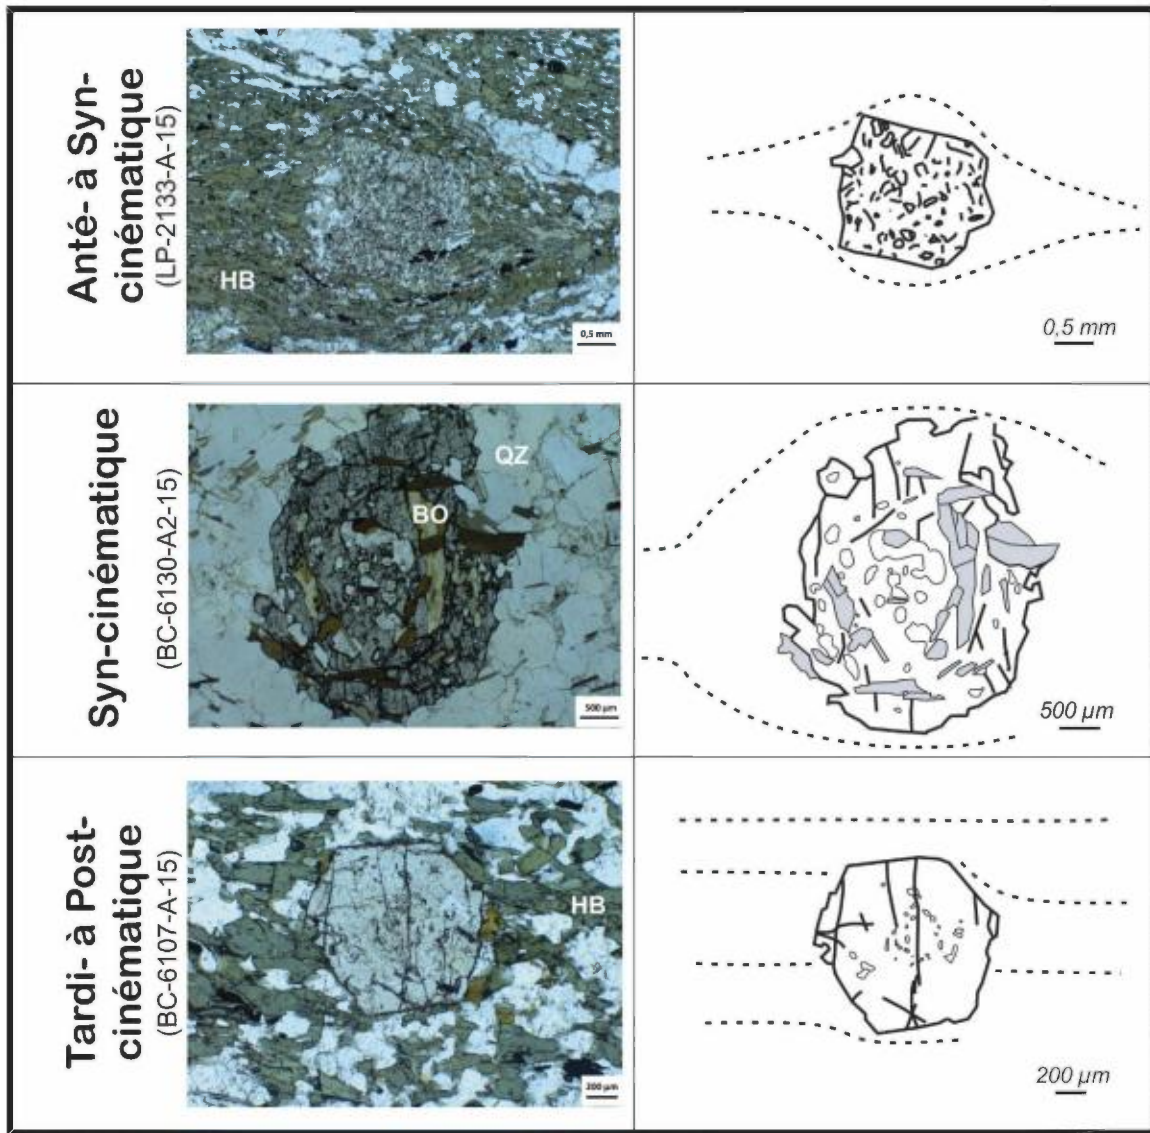 Anté- à Syn-
cinématique
(LP-2133-A-15)
HB
0,5 mm
0,5 mm
Syn-cinématique
(BC-6130-A2-15)
QZ
BO
500 µm
500 µm
Tardi- à Post-
cinématique
(BC-6107-A-15)
HB
200 µm
200 µm